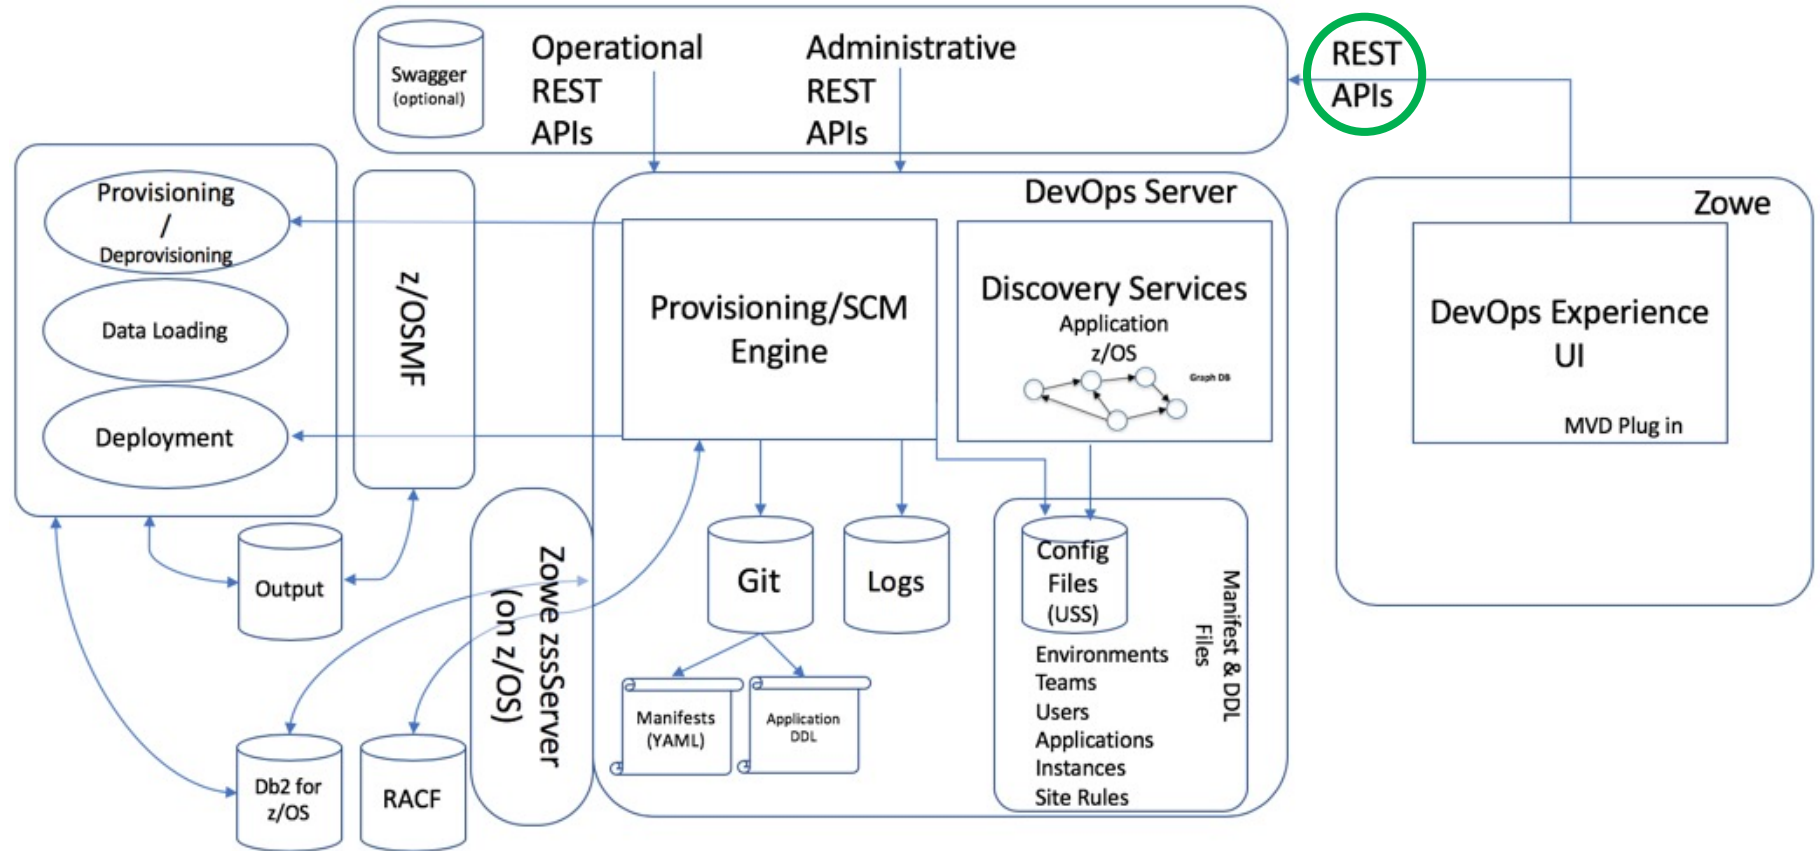 Swagger
(optional)
Operational
REST
APIs
Administrative
REST
APIs
REST
APIs
Provisioning
/
Deprovisioning
Data Loading
Deployment
z/OSMF
DevOps Server
Provisioning/SCM
Engine
Discovery Services
Application
z/OS
Graph DB
Zowe
DevOps Experience
UI
MVD Plug in
Output
Zowe zssServer
(on z/OS)
Git
Logs
Config
Files
(USS)
Manifest & DDL
Files
Environments
Teams
Users
Applications
Instances
Site Rules
Manifests
(YAML)
Application
DDL
Db2 for
z/OS
RACF